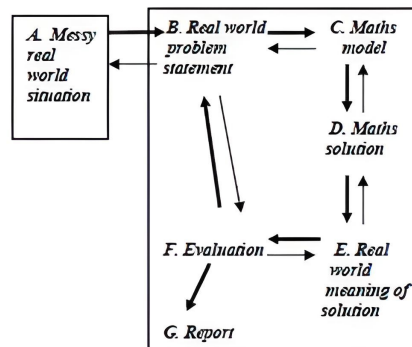 A. Messy
real
world
situation
B. Real world
problem
statement
C. Maths
model
D. Maths
solution
E. Real
world
meaning of
solution
F. Evaluation
G. Report